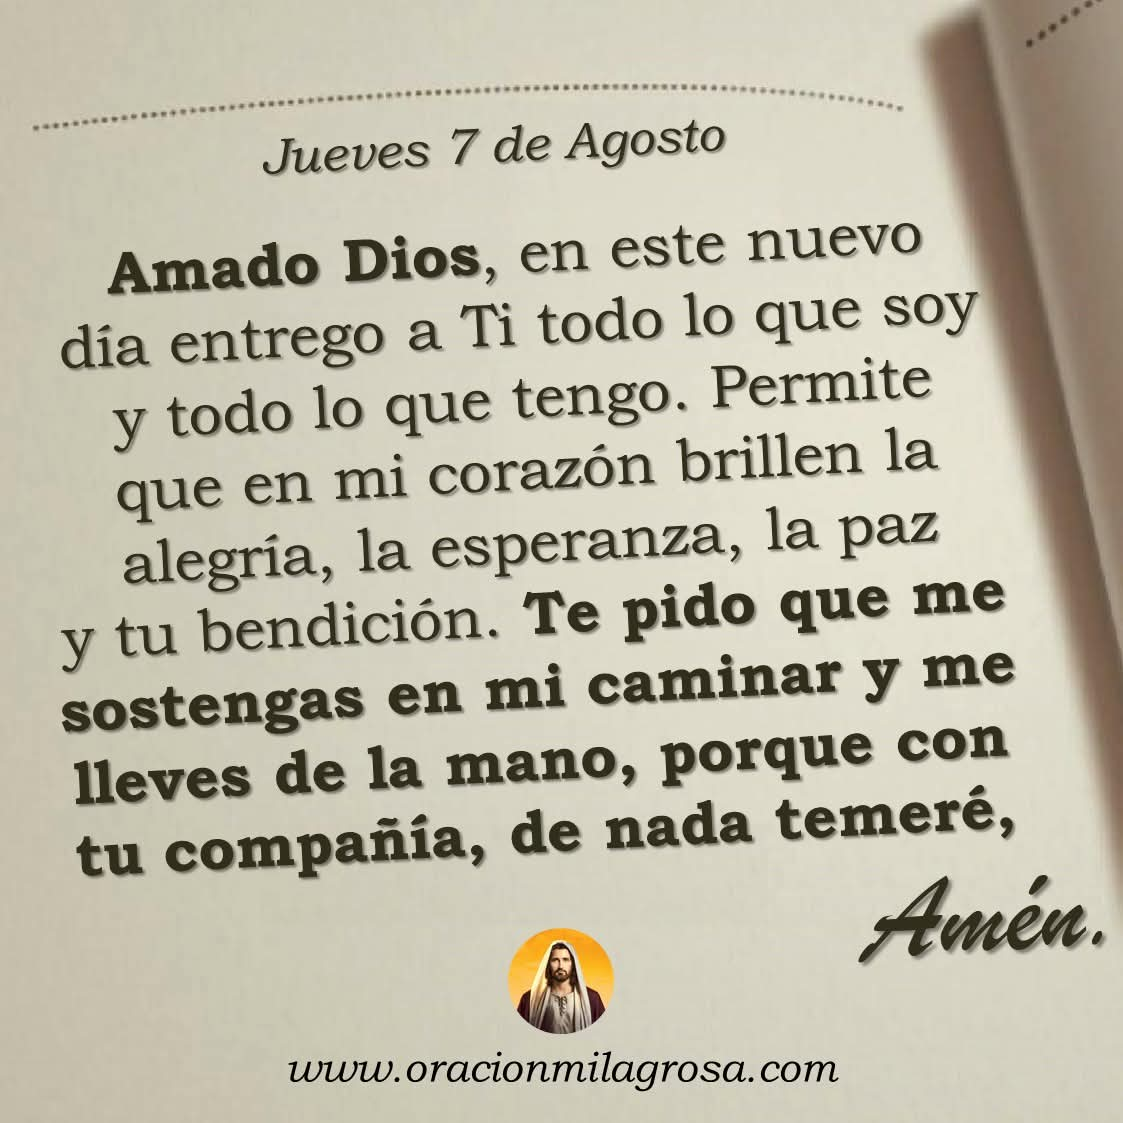 Jueves 7 de Agosto
Amado Dios, en este nuevo
día entrego a Ti todo lo que soy
y todo lo que tengo. Permite
que en mi corazón brillen la
alegría, la esperanza, la paz
y tu bendición. Te pido que me
sostengas en mi caminar y me
lleves de la mano, porque con
tu compañía, de nada temeré,
Amén.
www.oracionmilagrosa.com